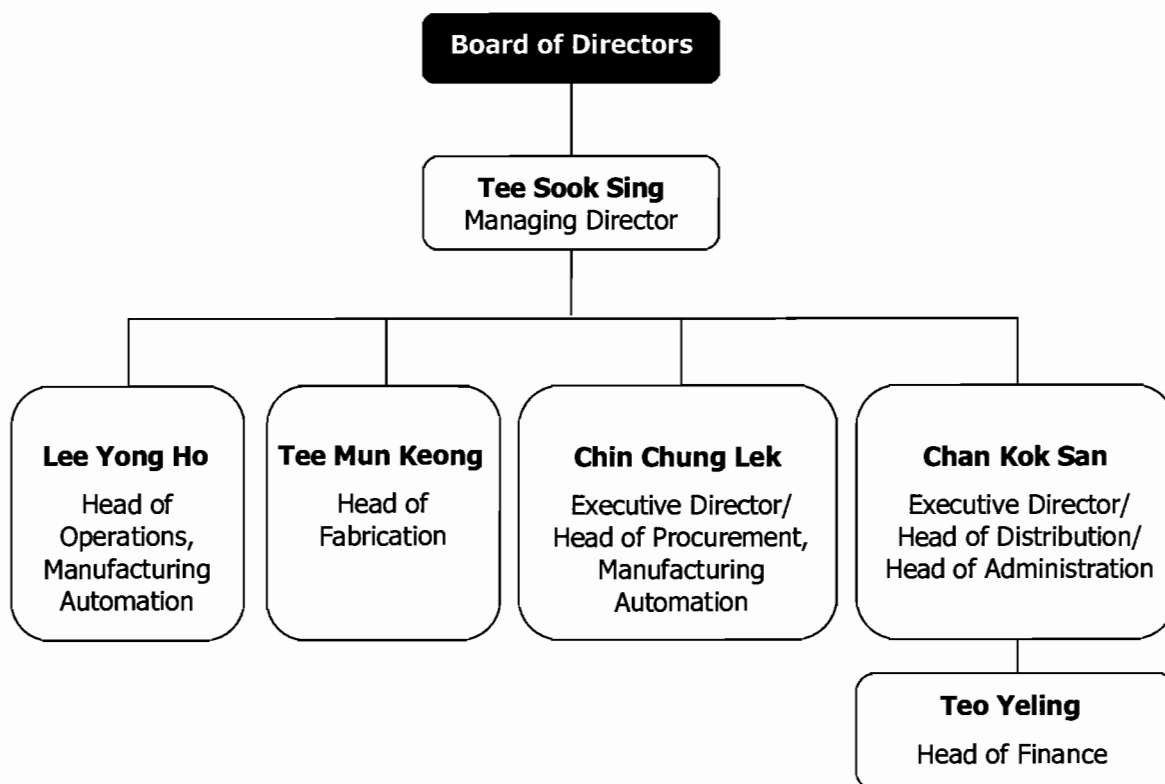 Board of Directors
Tee Sook Sing
Managing Director
Lee Yong Ho
Head of
Operations,
Manufacturing
Automation
Tee Mun Keong
Head of
Fabrication
Chin Chung Lek
Executive Director/
Head of Procurement,
Manufacturing
Automation
Chan Kok San
Executive Director/
Head of Distribution/
Head of Administration
Teo Yeling
Head of Finance